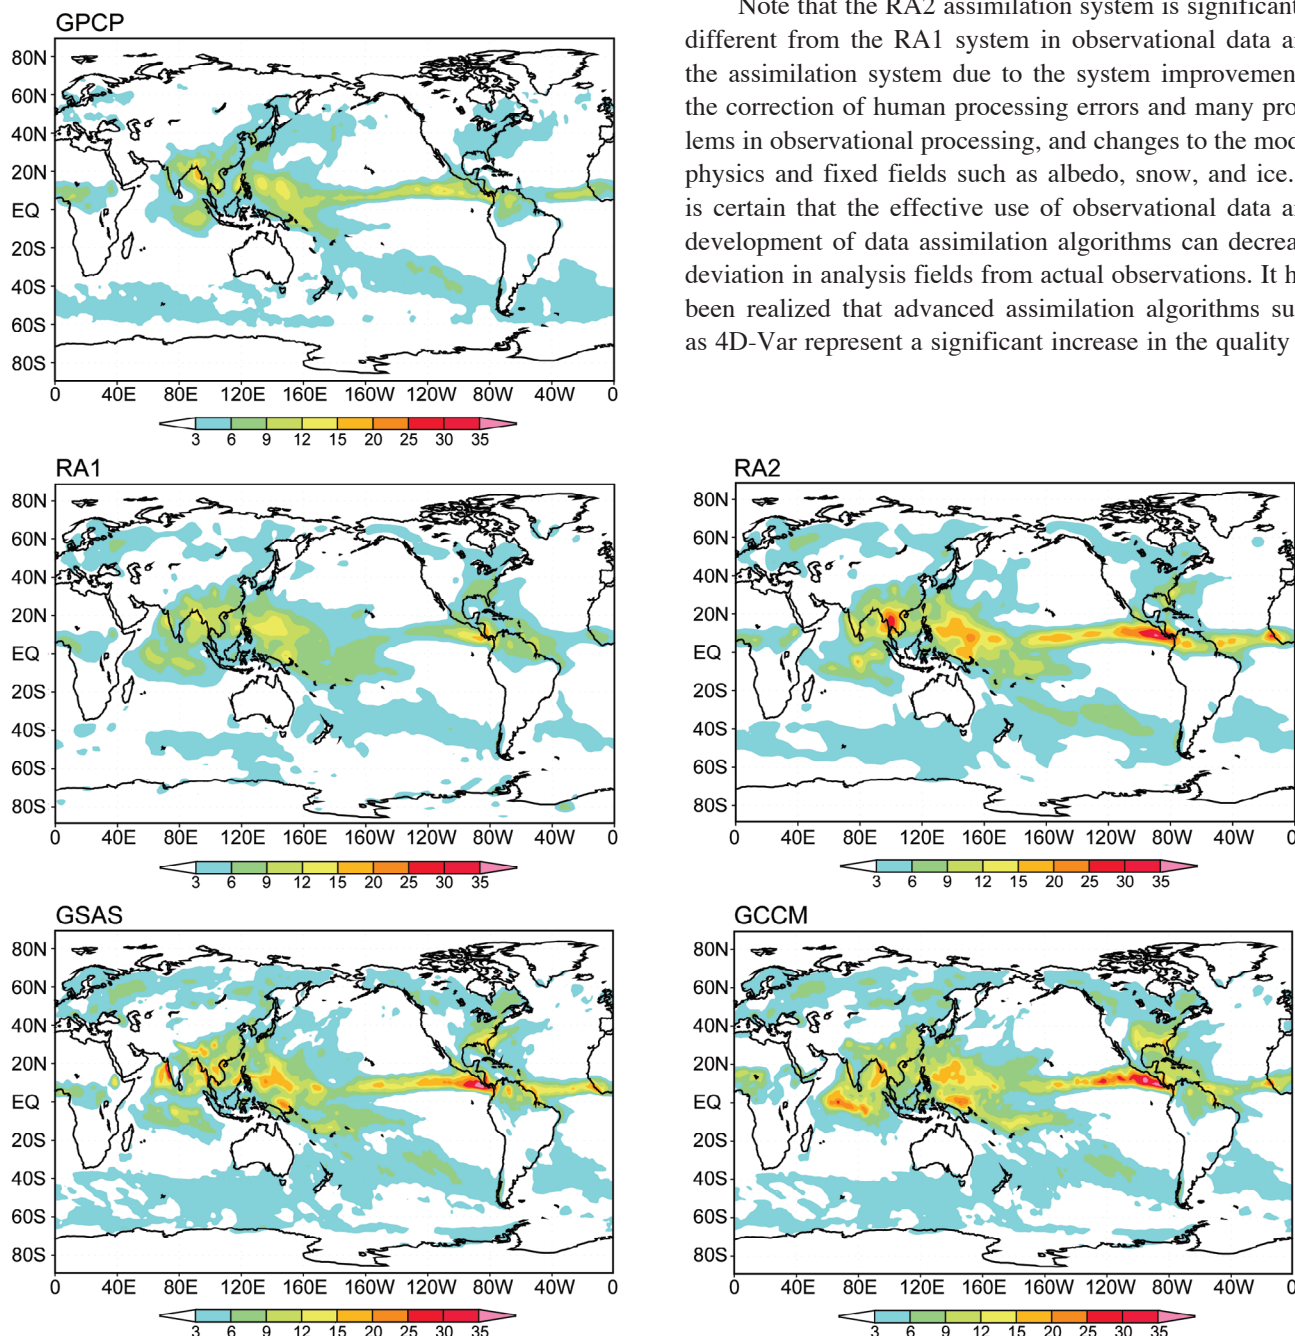 GPCP
80N
60N
40N
20N
EQ
20S
40S
60S
80S
0 40E 80E 120E 160E 160W 120W 80W 40W 0
3 6 9 12 15 20 25 30 35
Note that the RA2 assimilation system is significant
different from the RA1 system in observational data
the assimilation system due to the system improvemen
the correction of human processing errors and many pro
lems in observational processing, and changes to the mod
physics and fixed fields such as albedo, snow, and ice.
is certain that the effective use of observational data
development of data assimilation algorithms can decrea
deviation in analysis fields from actual observations. It
been realized that advanced assimilation algorithms su
as 4D-Var represent a significant increase in the quality
RA1
80N
60N
40N
20N
EQ
20S
40S
60S
80S
0 40E 80E 120E 160E 160W 120W 80W 40W 0
3 6 9 12 15 20 25 30 35
RA2
80N
60N
40N
20N
EQ
20S
40S
60S
80S
0 40E 80E 120E 160E 160W 120W 80W 40W 0
3 6 9 12 15 20 25 30 35
GSAS
80N
60N
40N
20N
EQ
20S
40S
60S
80S
0 40E 80E 120E 160E 160W 120W 80W 40W 0
3 6 9 12 15 20 25 30 35
GCCM
80N
60N
40N
20N
EQ
20S
40S
60S
80S
0 40E 80E 120E 160E 160W 120W 80W 40W 0
3 6 9 12 15 20 25 30 35